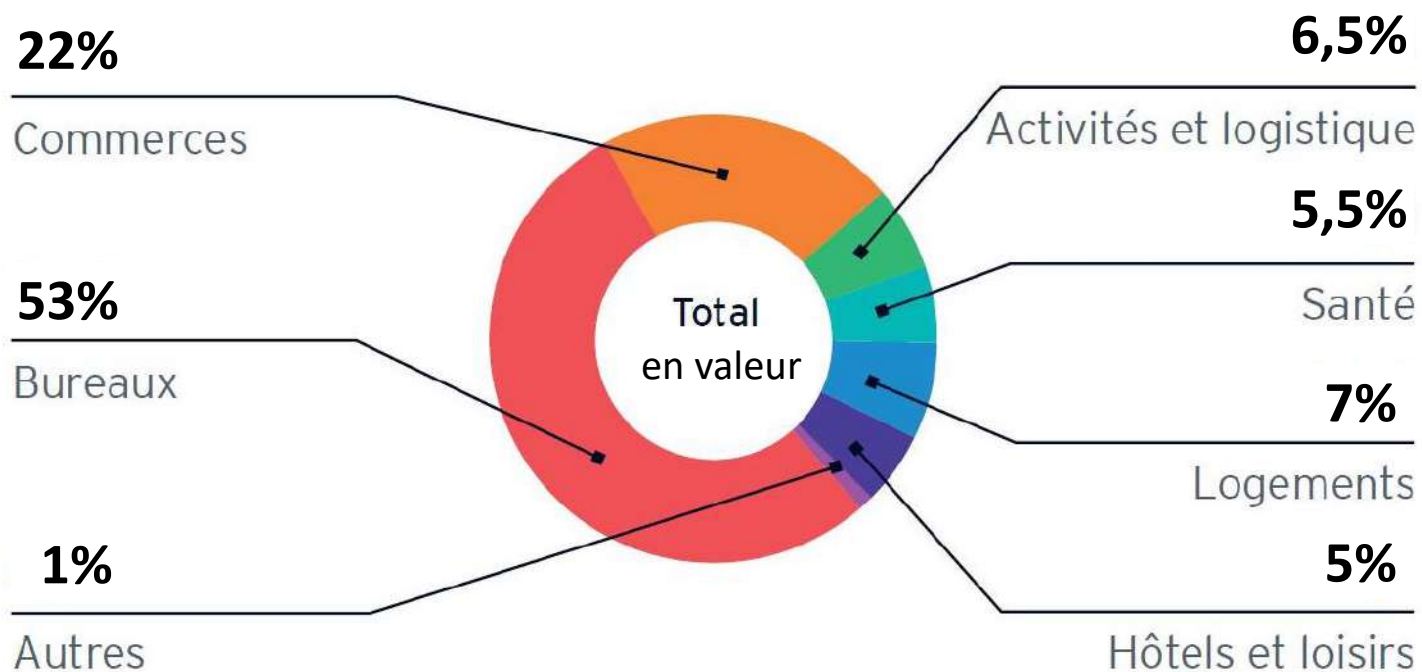 22%
Commerces
53%
Bureaux
1%
Autres
Total
en valeur
6,5%
Activités et logistique
5,5%
Santé
7%
Logements
5%
Hôtels et loisirs